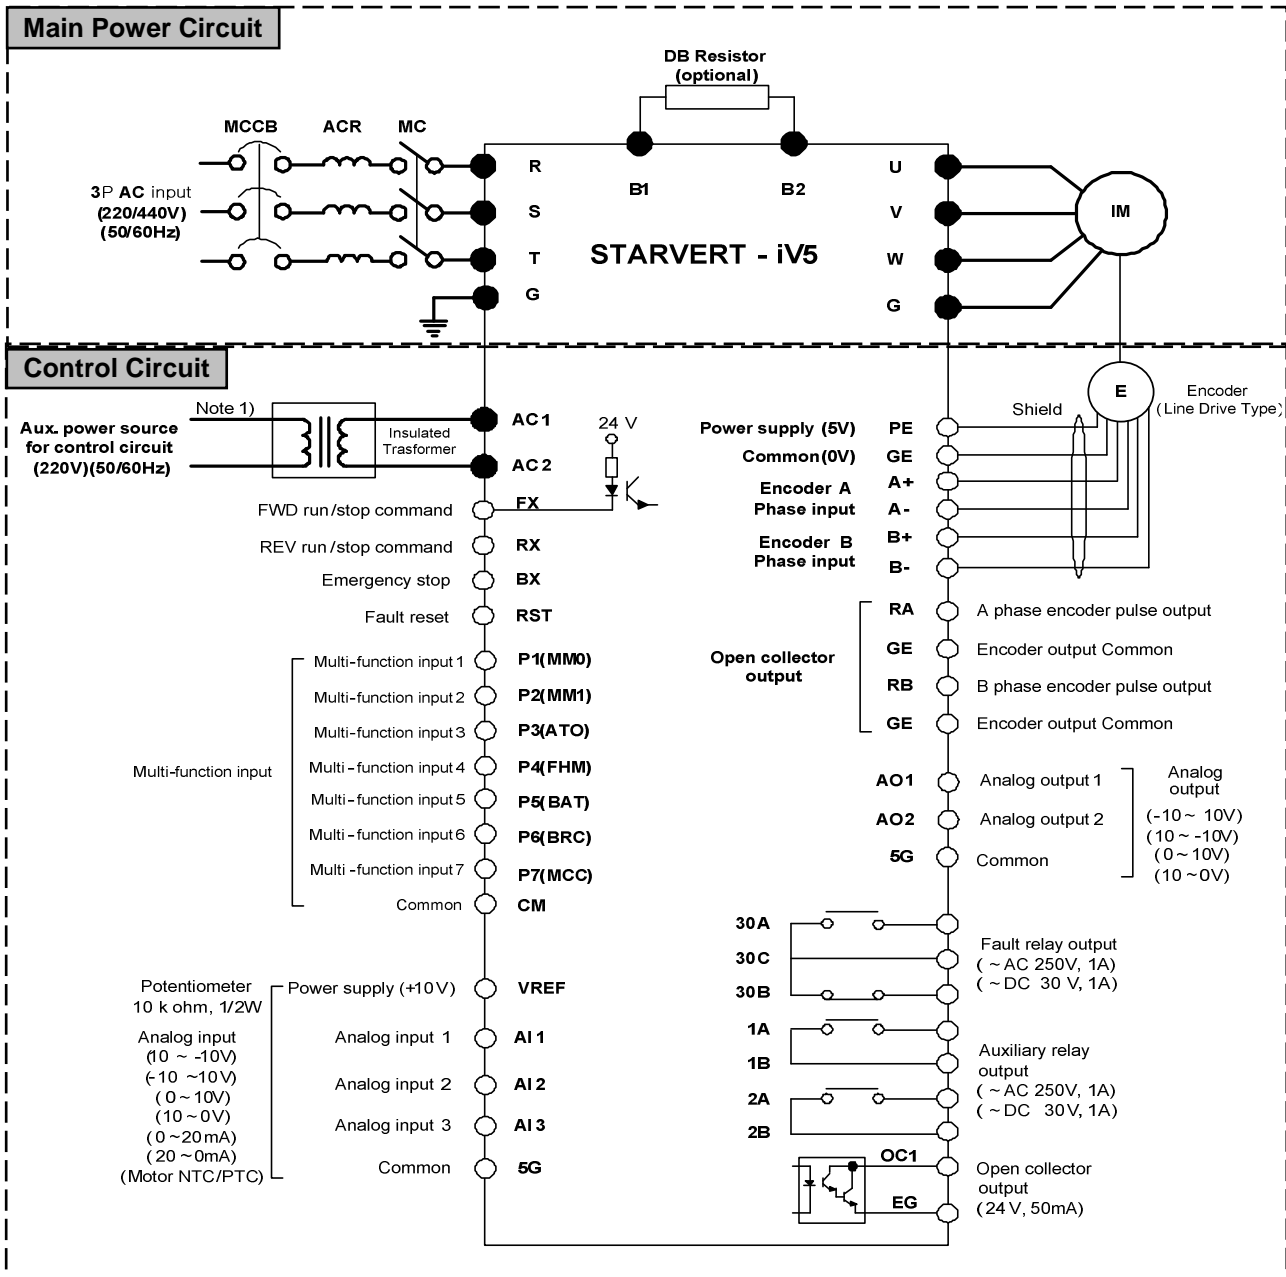 Main Power Circuit
DB Resistor
(optional)
MCCB ACR MC
3P AC input
(220/440V)
(50/60Hz)
R
S
T
G
B1 B2
STARVERT - iV5
U
V
W
G
IM
Control Circuit
Note 1)
Aux. power source
for control circuit
(220V)(50/60Hz)
Insulated
Trasformer
AC1
AC2
24 V
FWD run/stop command FX
REV run/stop command RX
Emergency stop BX
Fault reset RST
Multi-function input
Multi-function input 1 P1(MM0)
Multi-function input 2 P2(MM1)
Multi-function input 3 P3(ATO)
Multi-function input 4 P4(FHM)
Multi-function input 5 P5(BAT)
Multi-function input 6 P6(BRC)
Multi-function input 7 P7(MCC)
Common CM
Potentiometer
10 k ohm, 1/2W
Analog input
(10 ~ -10V)
(-10 ~10V)
(0~10V)
(10~0V)
(0~20mA)
(20~0mA)
(Motor NTC/PTC)
Power supply (+10V) VREF
Analog input 1 AI1
Analog input 2 AI2
Analog input 3 AI3
Common 5G
E
Encoder
(Line Drive Type)
Shield
Power supply (5V) PE
Common(0V) GE
Encoder A
Phase input
A+
A-
Encoder B
Phase input
B+
B-
Open collector
output
RA A phase encoder pulse output
GE Encoder output Common
RB B phase encoder pulse output
GE Encoder output Common
AO1 Analog output 1
AO2 Analog output 2
5G Common
Analog
output
(-10~ 10V)
(10~ -10V)
(0~10V)
(10~0V)
30A
30C
30B
Fault relay output
(~AC 250V, 1A)
(~DC 30 V, 1A)
1A
1B
2A
2B
Auxiliary relay
output
(~AC 250V, 1A)
(~DC 30V, 1A)
OC1
EG
Open collector
output
(24 V, 50mA)